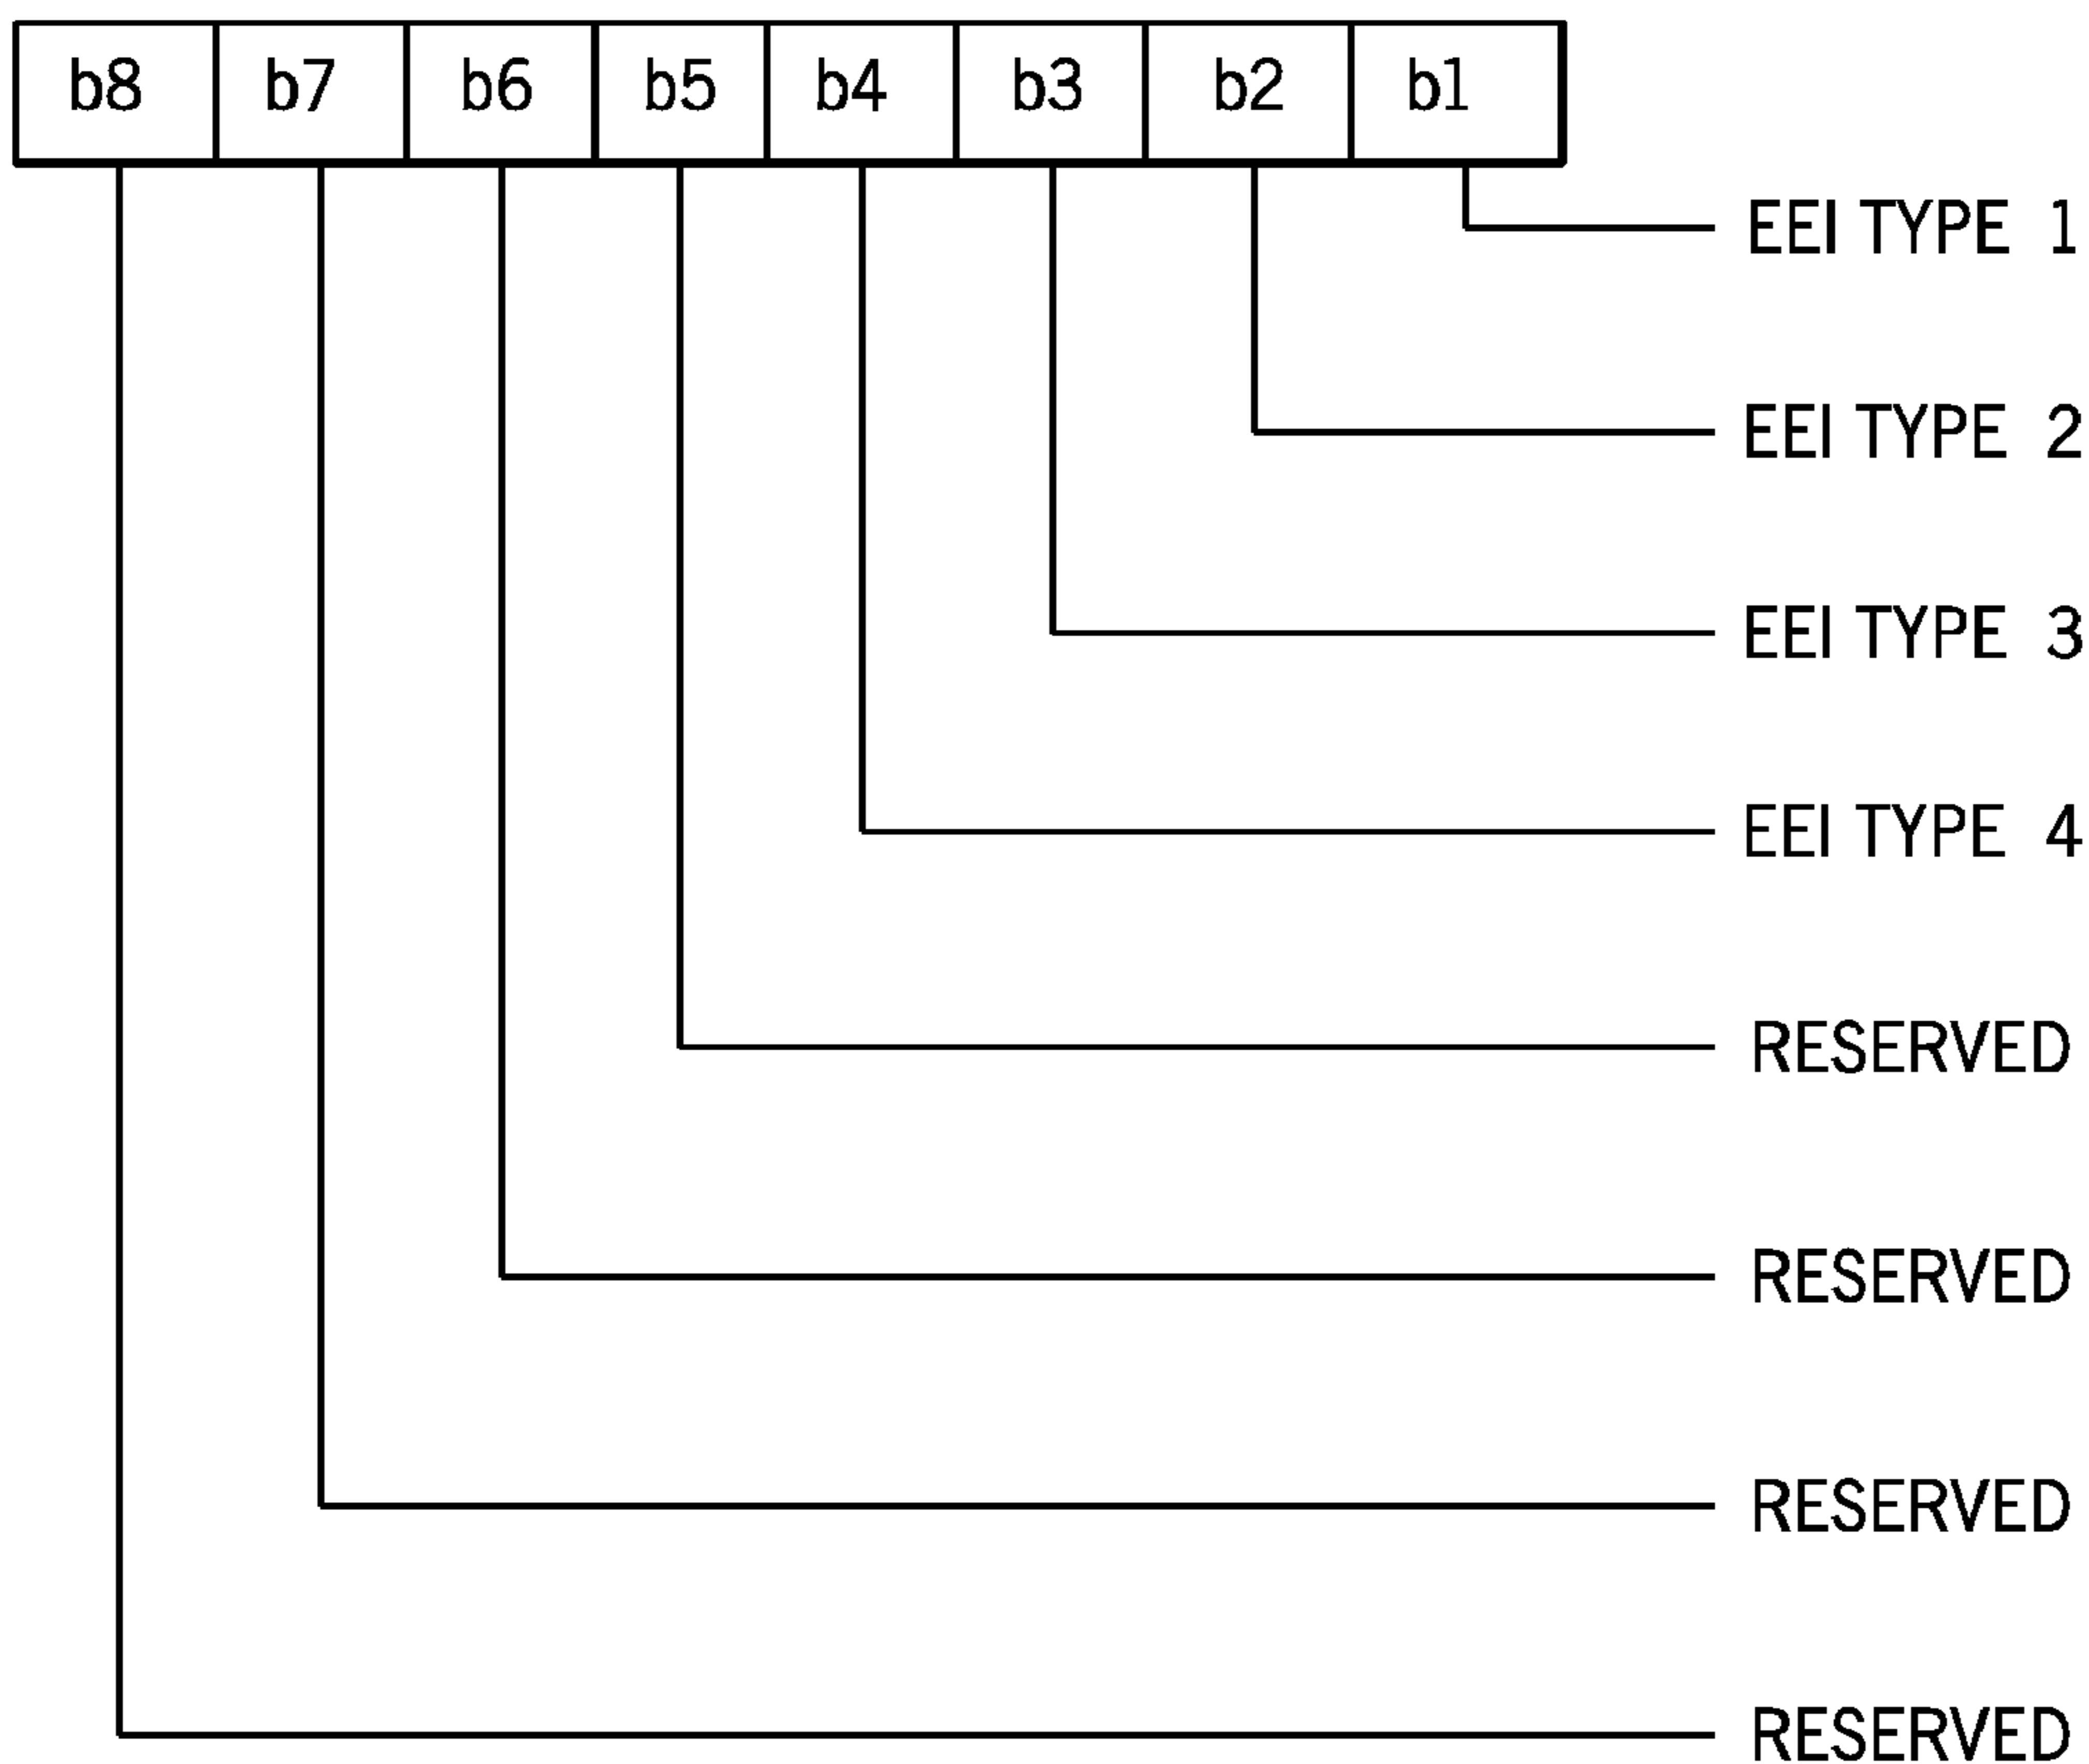 b8 b7 b6 b5 b4 b3 b2 b1
EEI TYPE 1
EEI TYPE 2
EEI TYPE 3
EEI TYPE 4
RESERVED
RESERVED
RESERVED
RESERVED